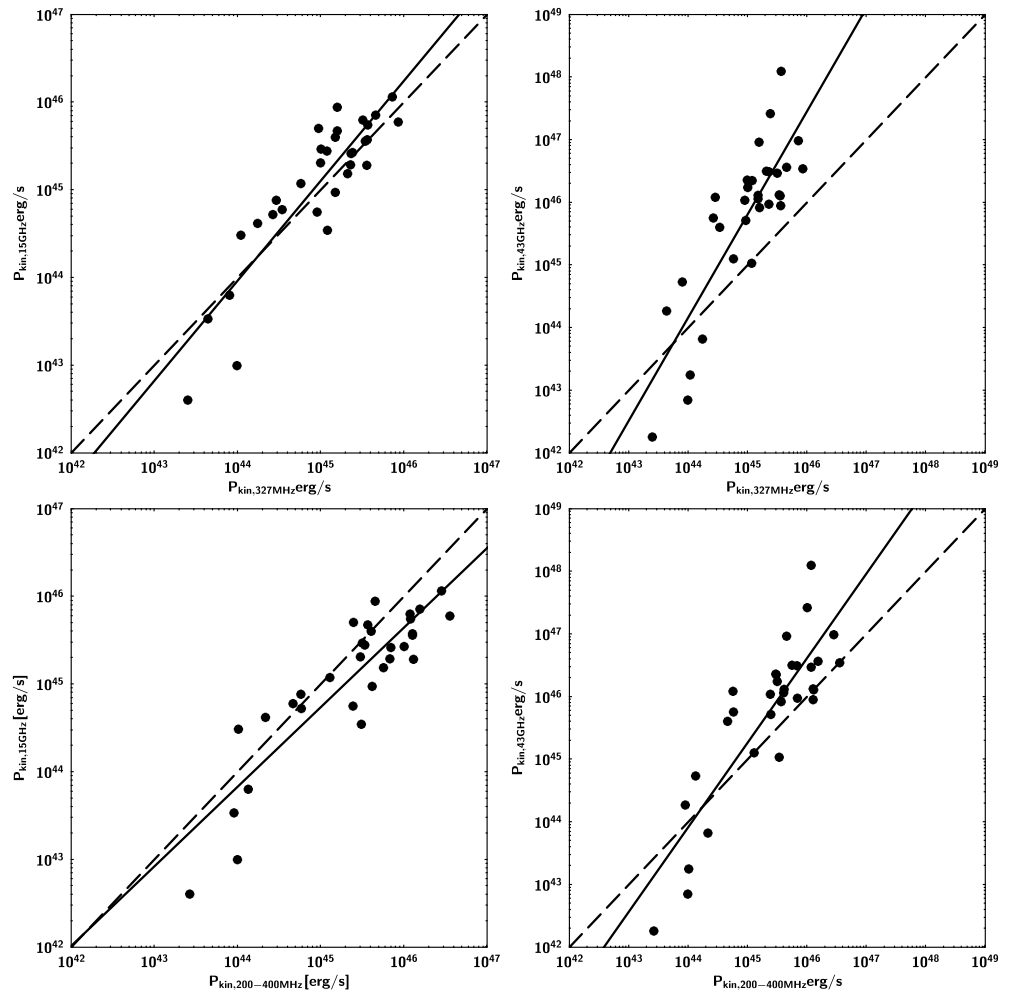 10^47
10^46
10^45
10^44
10^43
10^42
P_kin,15GHz erg/s
10^42 10^43 10^44 10^45 10^46 10^47
P_kin,327MHz erg/s
10^49
10^48
10^47
10^46
10^45
10^44
10^43
10^42
P_kin,43GHz erg/s
10^42 10^43 10^44 10^45 10^46 10^47 10^48 10^49
P_kin,327MHz erg/s
10^47
10^46
10^45
10^44
10^43
10^42
P_kin,15GHz [erg/s]
10^42 10^43 10^44 10^45 10^46 10^47
P_kin,200−400MHz [erg/s]
10^49
10^48
10^47
10^46
10^45
10^44
10^43
10^42
P_kin,43GHz erg/s
10^42 10^43 10^44 10^45 10^46 10^47 10^48 10^49
P_kin,200−400MHz erg/s